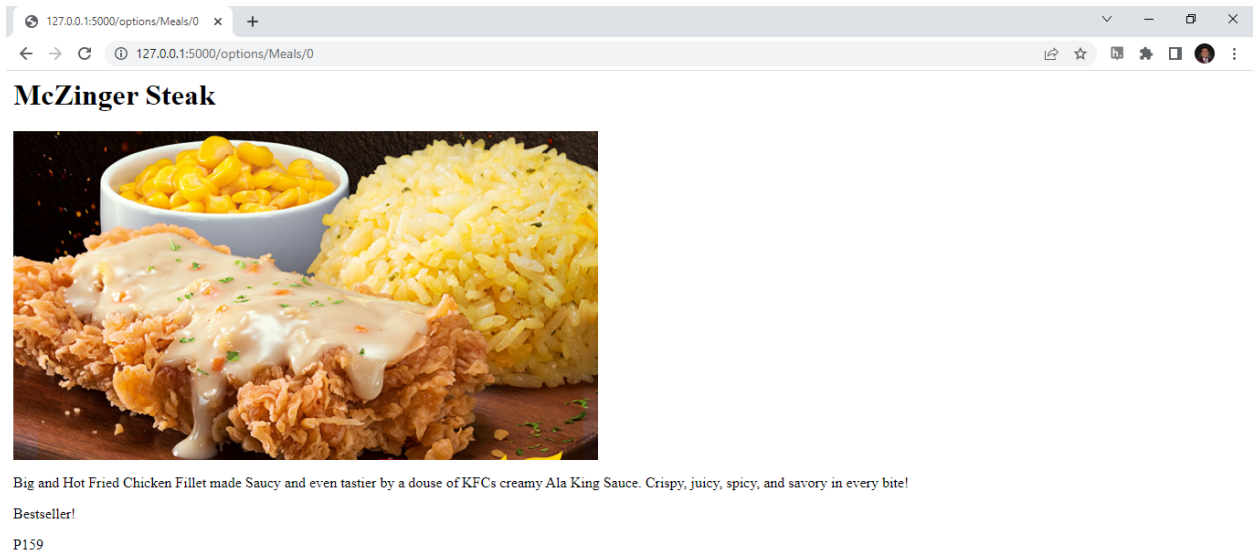 127.0.0.1:5000/options/Meals/0
127.0.0.1:5000/options/Meals/0
McZinger Steak
Big and Hot Fried Chicken Fillet made Saucy and even tastier by a douse of KFCs creamy Ala King Sauce. Crispy, juicy, spicy, and savory in every bite!
Bestseller!
P159